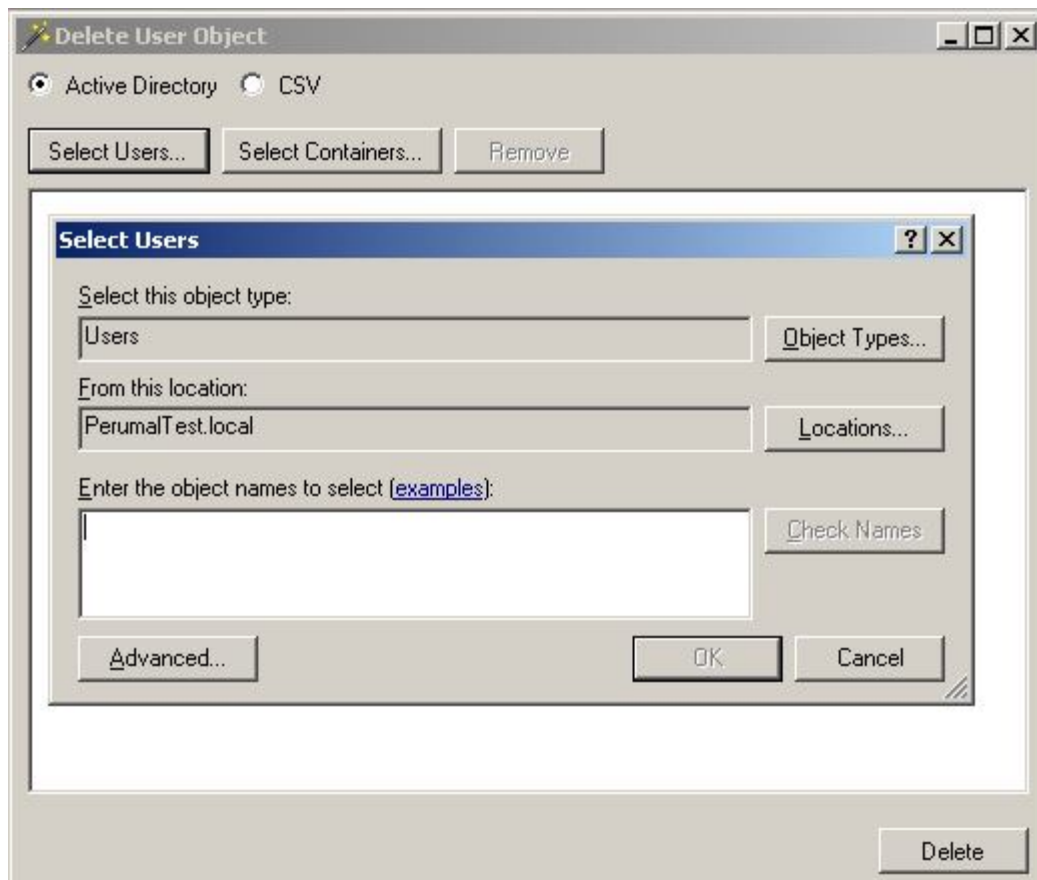 Delete User Object
Active Directory CSV
Select Users... Select Containers... Remove
Select Users
Select this object type:
Users Object Types...
From this location:
PerumalTest.local Locations...
Enter the object names to select (examples):
Check Names
Advanced... OK Cancel
Delete